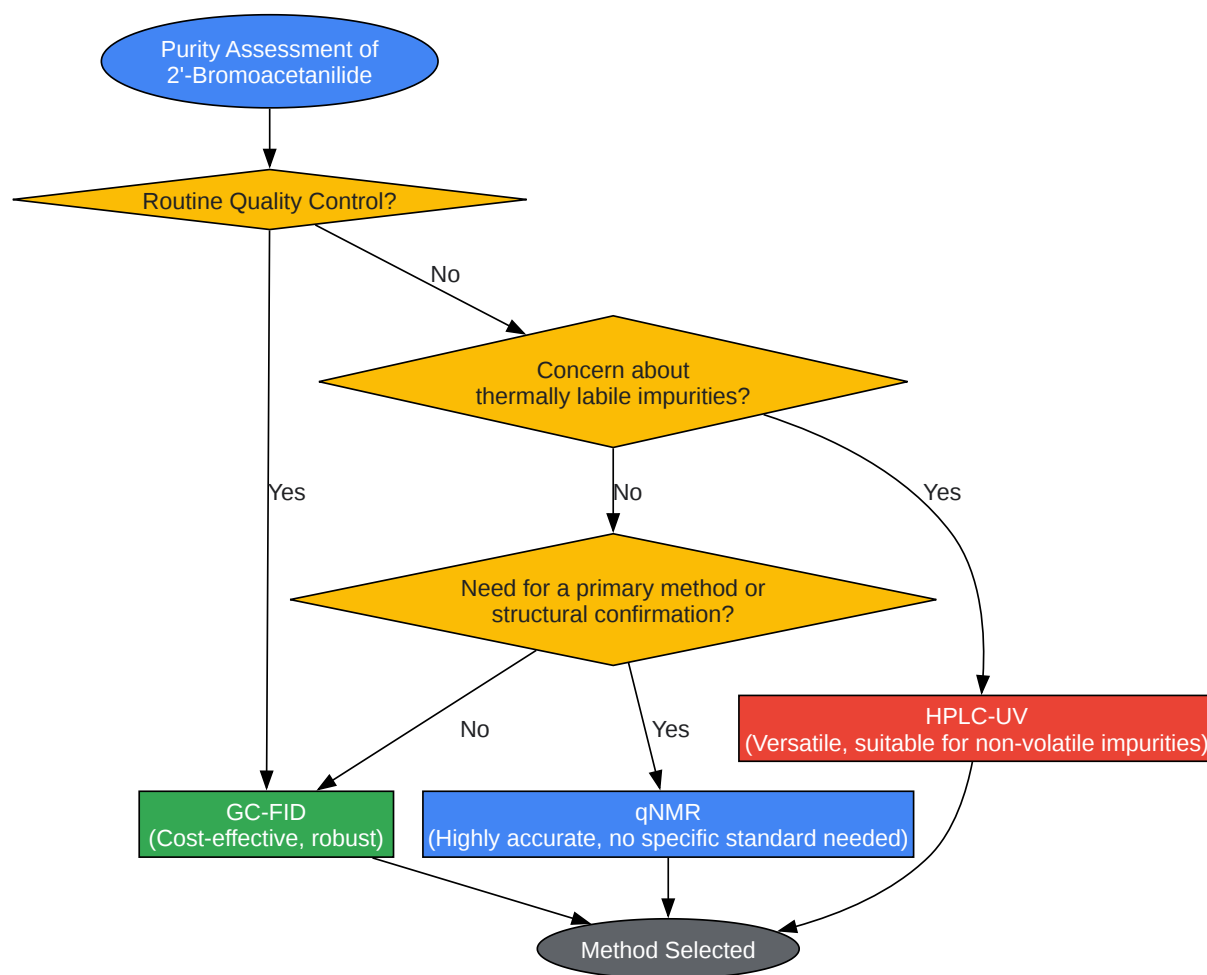 Purity Assessment of
2'-Bromoacetanilide
Routine Quality Control?
No
Concern about
thermally labile impurities?
Yes
No
Yes
Need for a primary method or
structural confirmation?
No
Yes
HPLC-UV
(Versatile, suitable for non-volatile impurities)
GC-FID
(Cost-effective, robust)
qNMR
(Highly accurate, no specific standard needed)
Method Selected